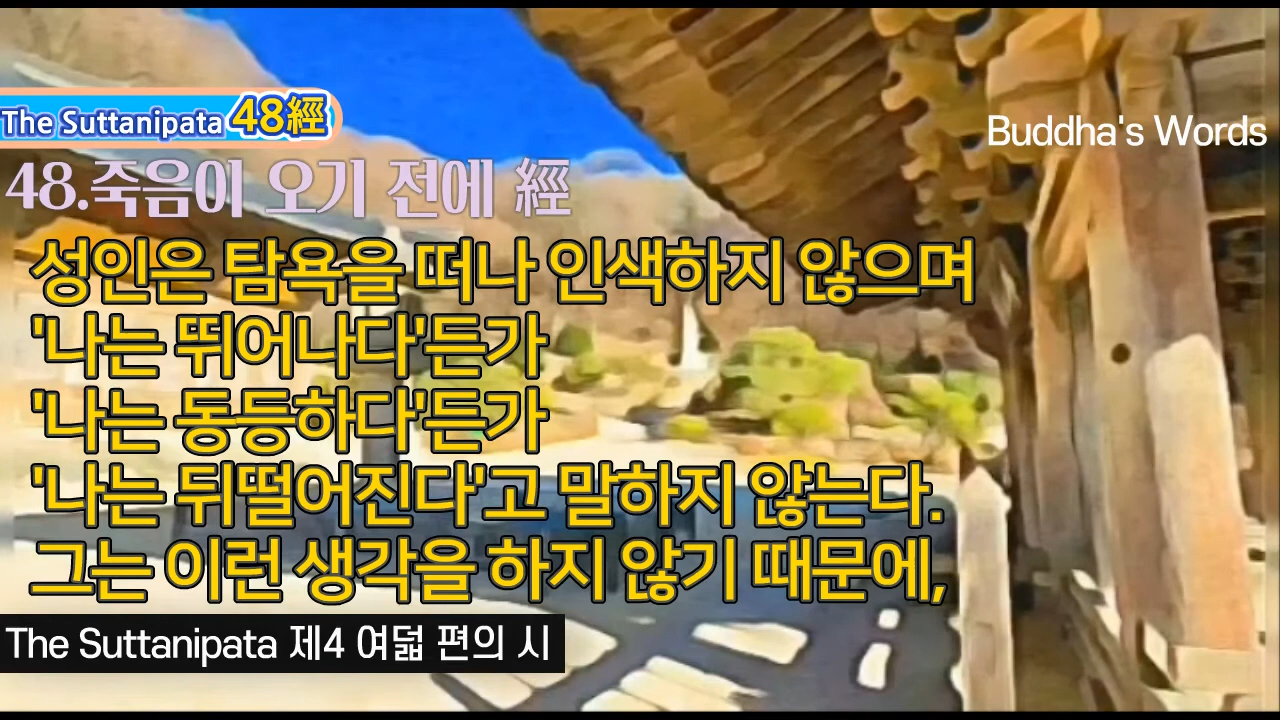 The Suttanipata 48經
Buddha's Words
48.죽음이 오기 전에 經
성인은 탐욕을 떠나 인색하지 않으며
'나는 뛰어나다'든가
'나는 동등하다'든가
'나는 뒤떨어진다'고 말하지 않는다.
그는 이런 생각을 하지 않기 때문에,
The Suttanipata 제4 여덟 편의 시